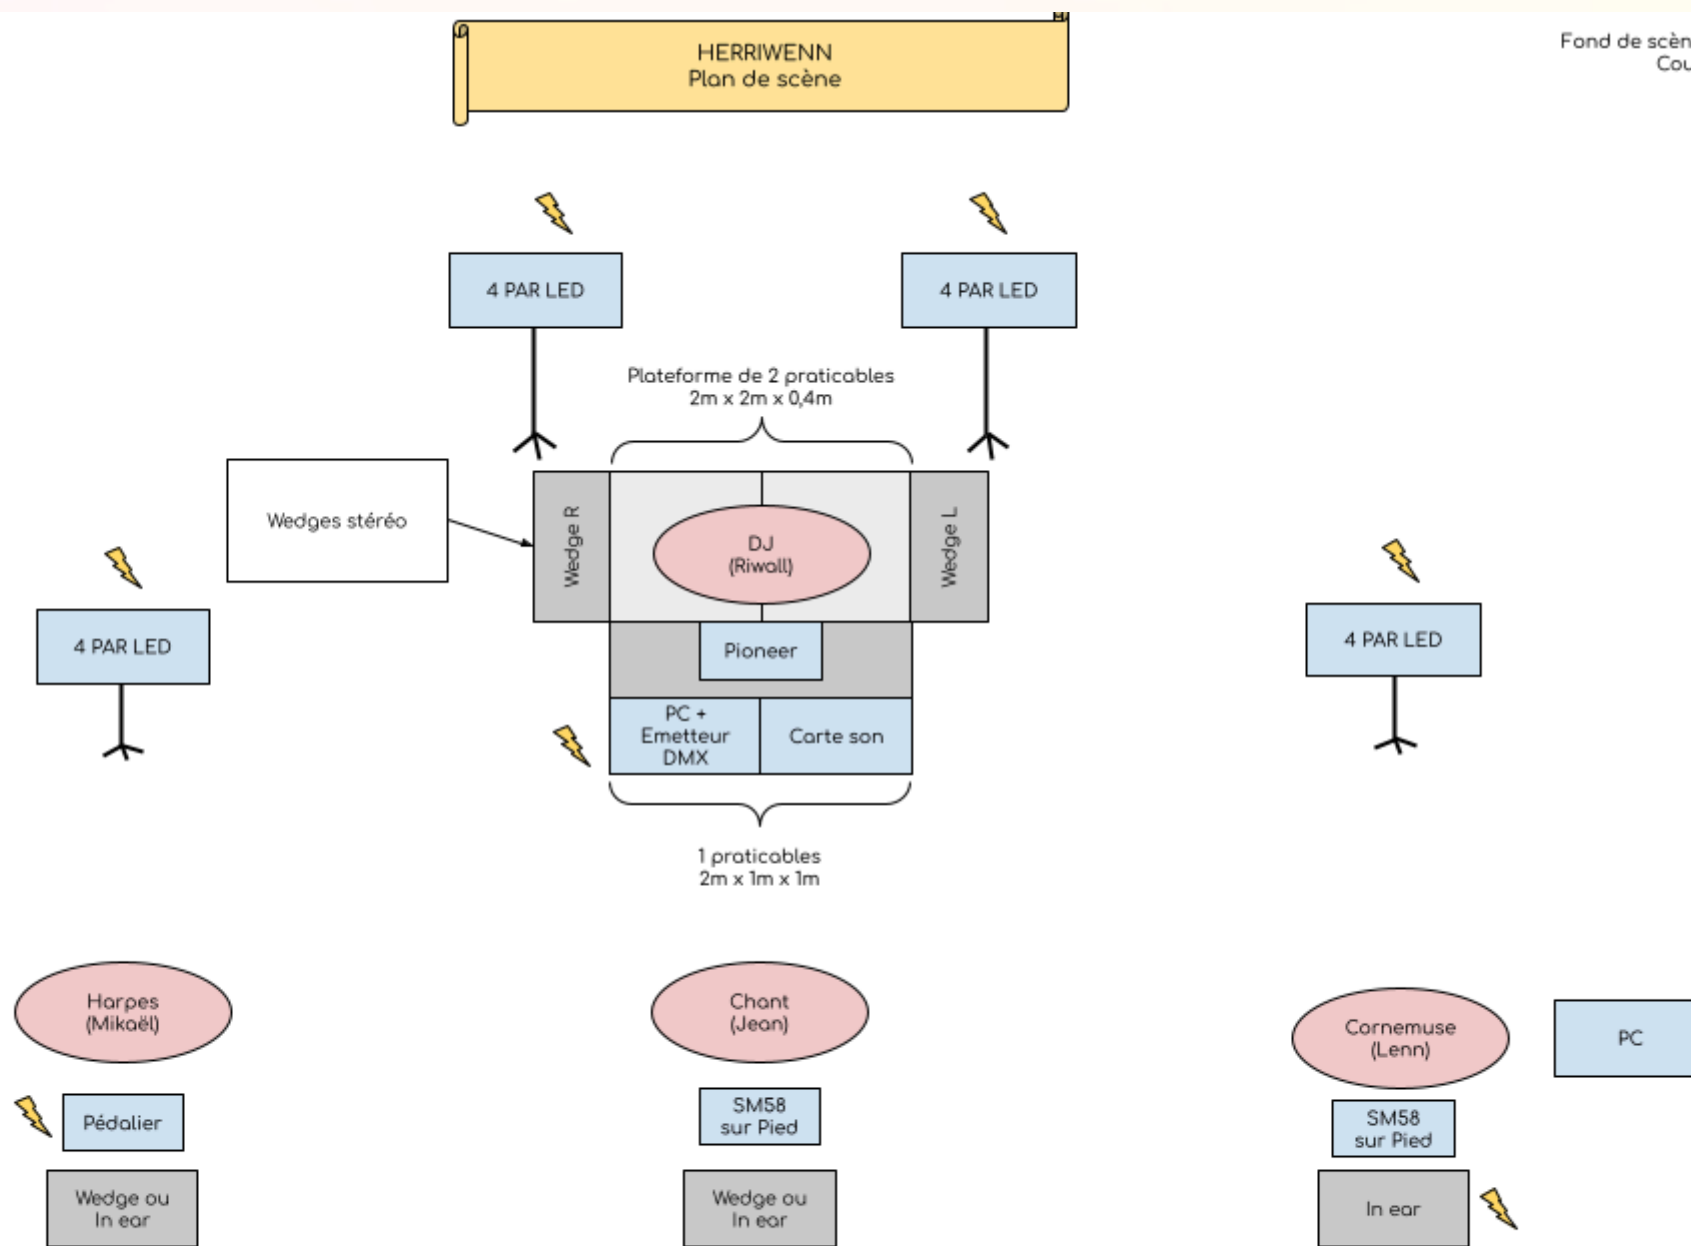 HERRIWENN
Plan de scène
Fond de scèn
Cou
4 PAR LED
4 PAR LED
Plateforme de 2 praticables
2m x 2m x 0,4m
Wedges stéréo
Wedge R
DJ
(Riwall)
Wedge L
4 PAR LED
4 PAR LED
Pioneer
PC +
Emetteur
DMX
Carte son
1 praticables
2m x 1m x 1m
Harpes
(Mikaël)
Chant
(Jean)
Cornemuse
(Lenn)
PC
Pédalier
SM58
sur Pied
SM58
sur Pied
Wedge ou
In ear
Wedge ou
In ear
In ear